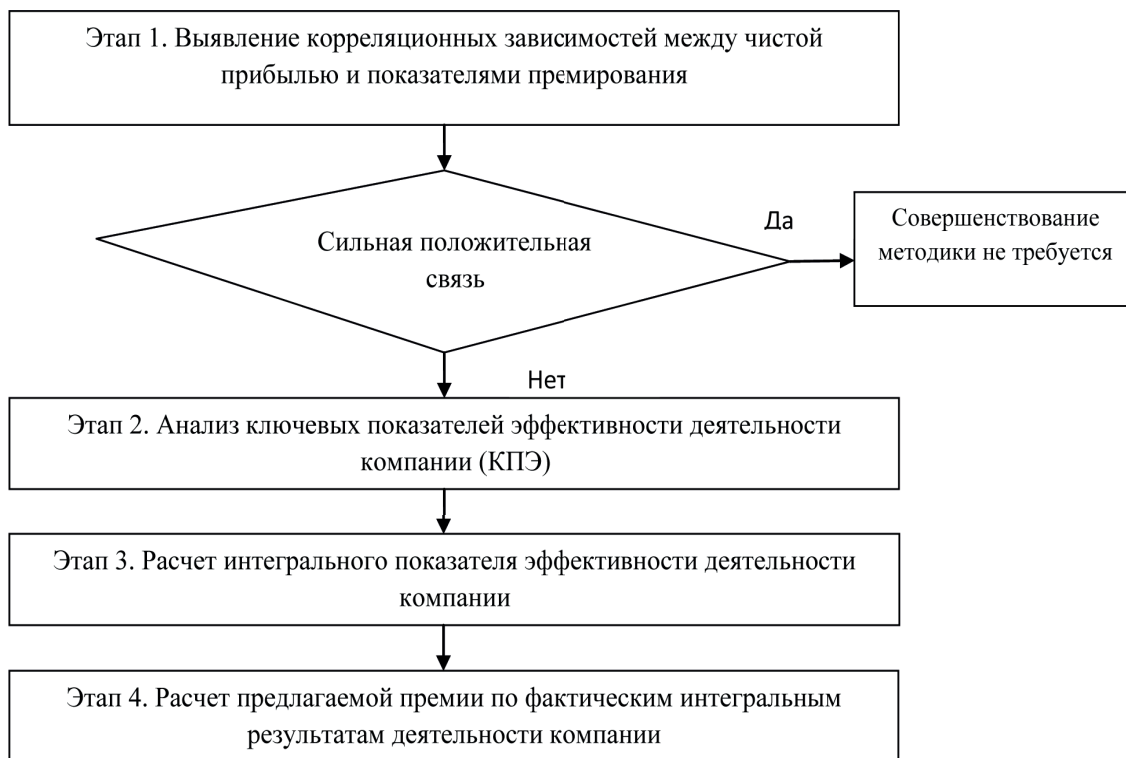 Этап 1. Выявление корреляционных зависимостей между чистой
прибылью и показателями премирования
Сильная положительная
связь
Да
Совершенствование
методики не требуется
Нет
Этап 2. Анализ ключевых показателей эффективности деятельности
компании (КПЭ)
Этап 3. Расчет интегрального показателя эффективности деятельности
компании
Этап 4. Расчет предлагаемой премии по фактическим интегральным
результатам деятельности компании